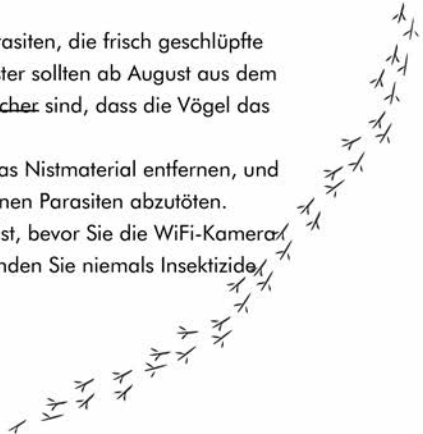 rasiten, die frisch geschlüpfte
ster sollten ab August aus dem
cher sind, dass die Vögel das
as Nistmaterial entfernen, und
nen Parasiten abzutöten.
st, bevor Sie die WiFi-Kamera
nden Sie niemals Insektizide,